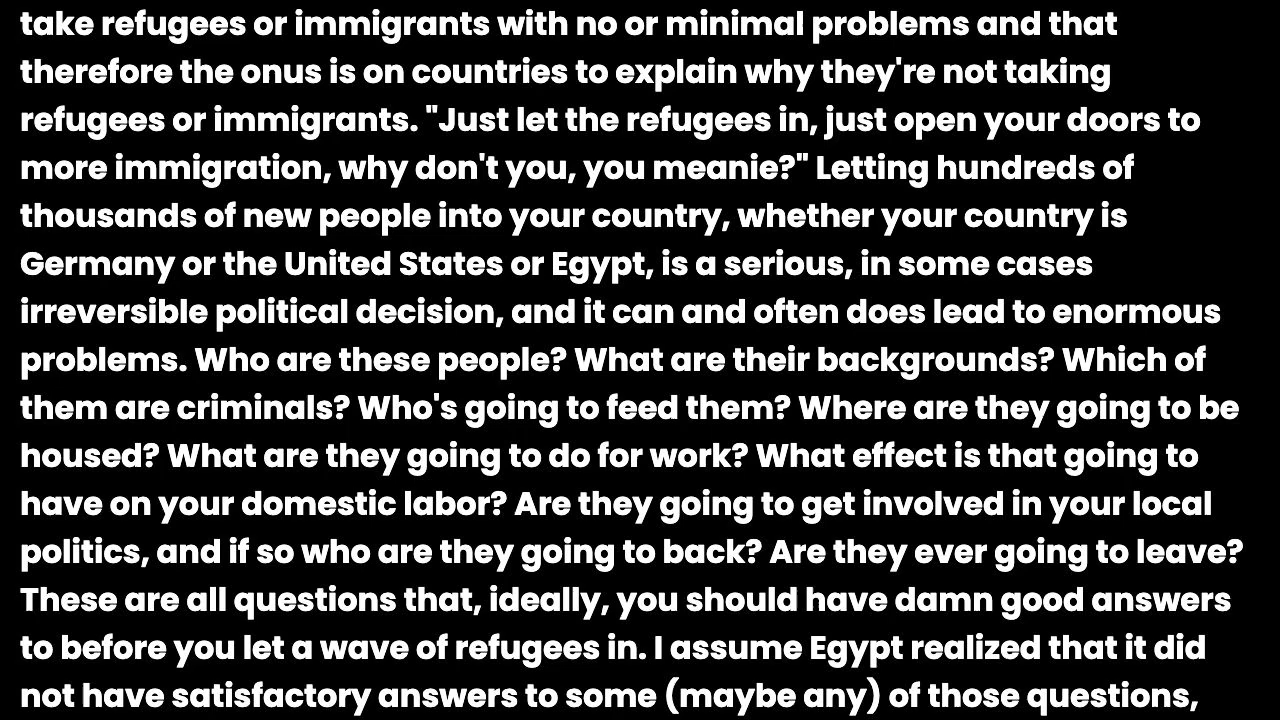 take refugees or immigrants with no or minimal problems and that
therefore the onus is on countries to explain why they're not taking
refugees or immigrants. "Just let the refugees in, just open your doors to
more immigration, why don't you, you meanie?" Letting hundreds of
thousands of new people into your country, whether your country is
Germany or the United States or Egypt, is a serious, in some cases
irreversible political decision, and it can and often does lead to enormous
problems. Who are these people? What are their backgrounds? Which of
them are criminals? Who's going to feed them? Where are they going to be
housed? What are they going to do for work? What effect is that going to
have on your domestic labor? Are they going to get involved in your local
politics, and if so who are they going to back? Are they ever going to leave?
These are all questions that, ideally, you should have damn good answers
to before you let a wave of refugees in. I assume Egypt realized that it did
not have satisfactory answers to some (maybe any) of those questions,